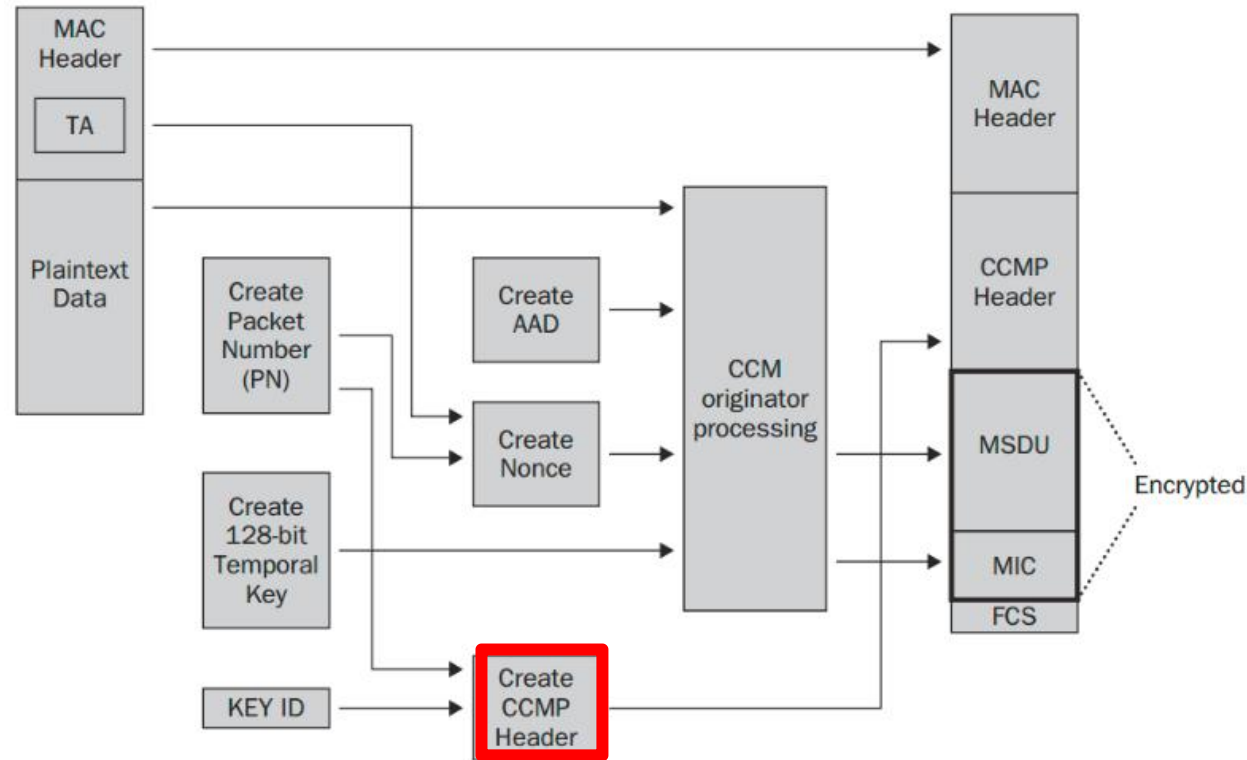 MAC
Header
TA
Plaintext
Data
Create
Packet
Number
(PN)
Create
128-bit
Temporal
Key
KEY ID
Create
AAD
Create
Nonce
Create
CCMP
Header
CCM
originator
processing
MAC
Header
CCMP
Header
MSDU
MIC
FCS
Encrypted